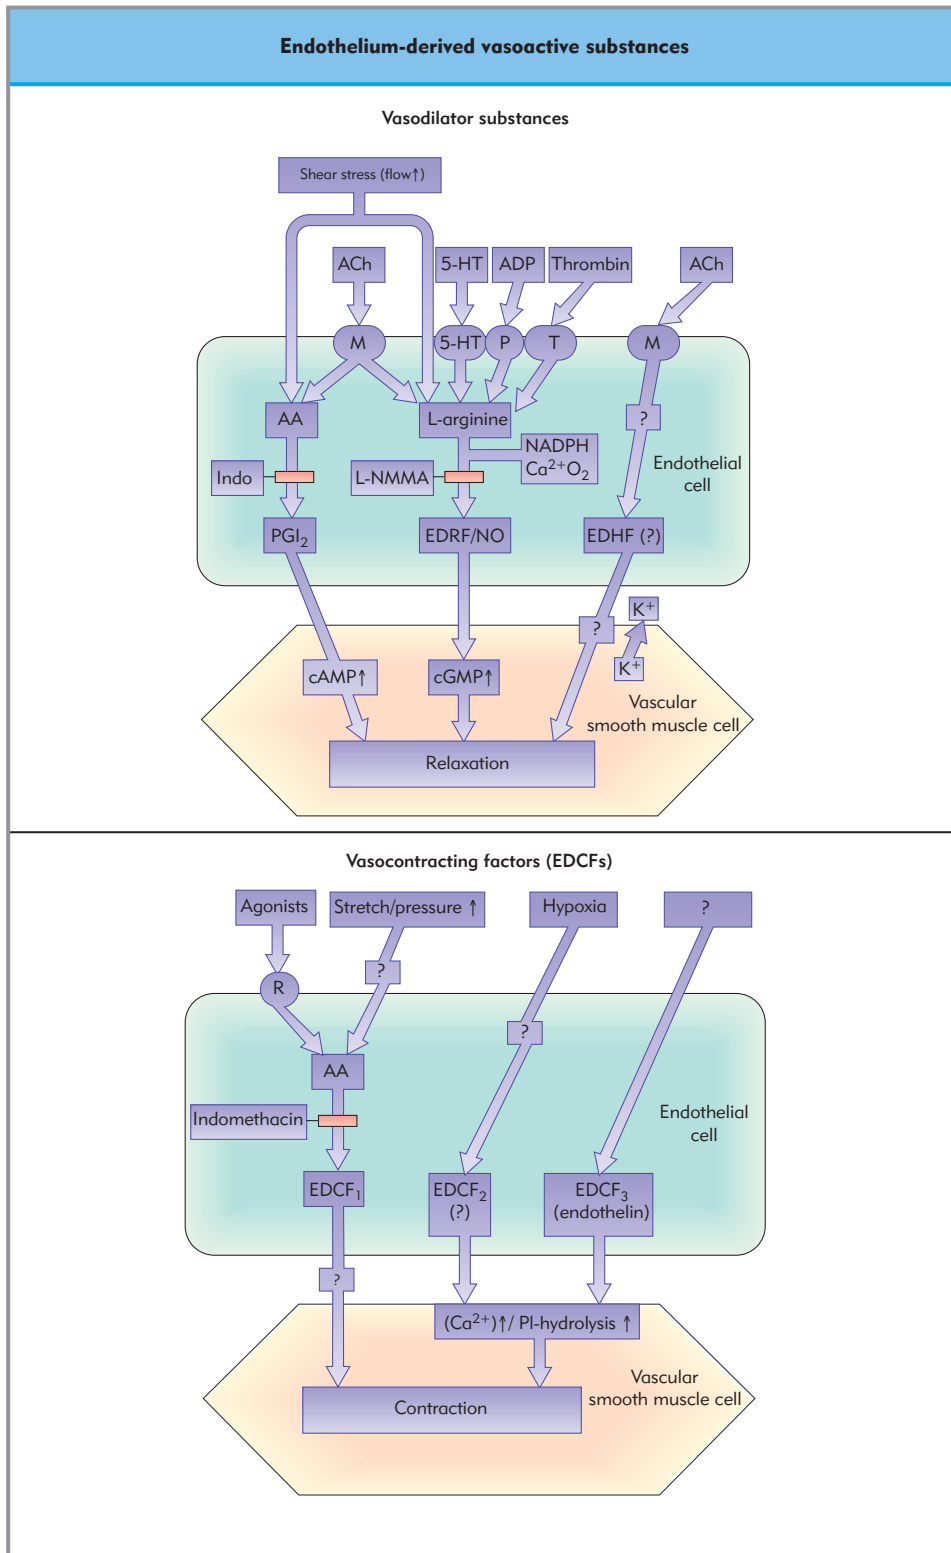 Endothelium-derived vasoactive substances
Vasodilator substances
Shear stress (flow↑)
ACh
5-HT
ADP
Thrombin
ACh
M
5-HT
P
T
M
AA
L-arginine
?
NADPH
Ca²⁺O₂
Endothelial
cell
Indo
L-NMMA
PGI₂
EDRF/NO
EDHF (?)
K⁺
?
K⁺
cAMP↑
cGMP↑
Vascular
smooth muscle cell
Relaxation
Vasocontracting factors (EDCFs)
Agonists
Stretch/pressure ↑
Hypoxia
?
?
R
?
AA
Indomethacin
Endothelial
cell
EDCF₁
EDCF₂
(?)
EDCF₃
(endothelin)
?
(Ca²⁺)↑/ PI-hydrolysis ↑
Vascular
smooth muscle cell
Contraction